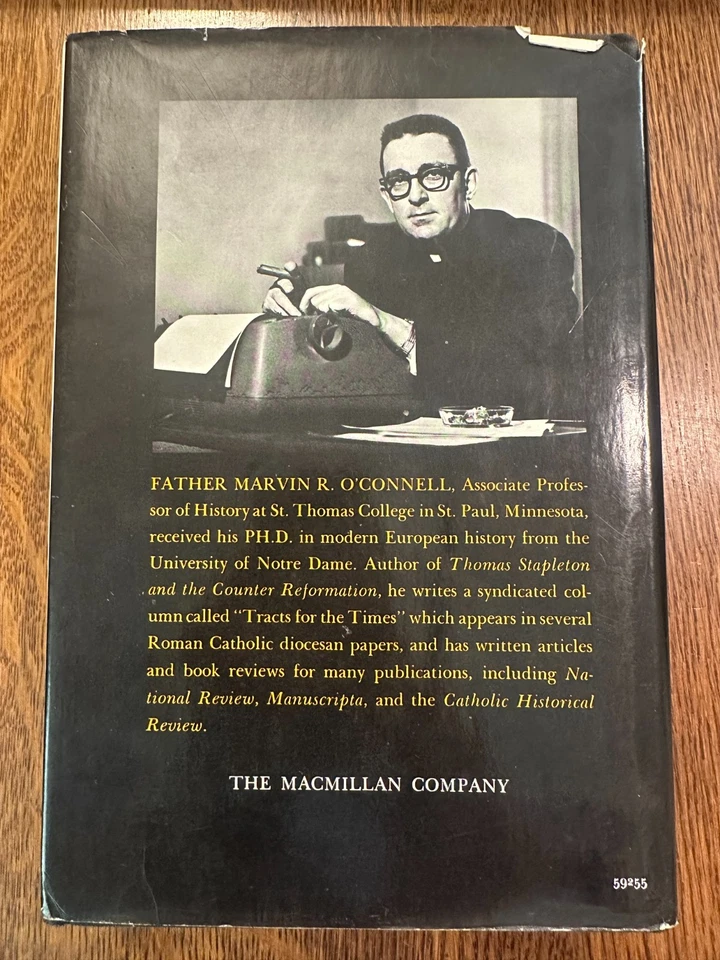 FATHER MARVIN R. O'CONNELL, Associate Profes-
sor of History at St. Thomas College in St. Paul, Minnesota,
received his PH.D. in modern European history from the
University of Notre Dame. Author of Thomas Stapleton
and the Counter Reformation, he writes a syndicated col-
umn called "Tracts for the Times" which appears in several
Roman Catholic diocesan papers, and has written articles
and book reviews for many publications, including Na-
tional Review, Manuscripta, and the Catholic Historical
Review.
THE MACMILLAN COMPANY
59255